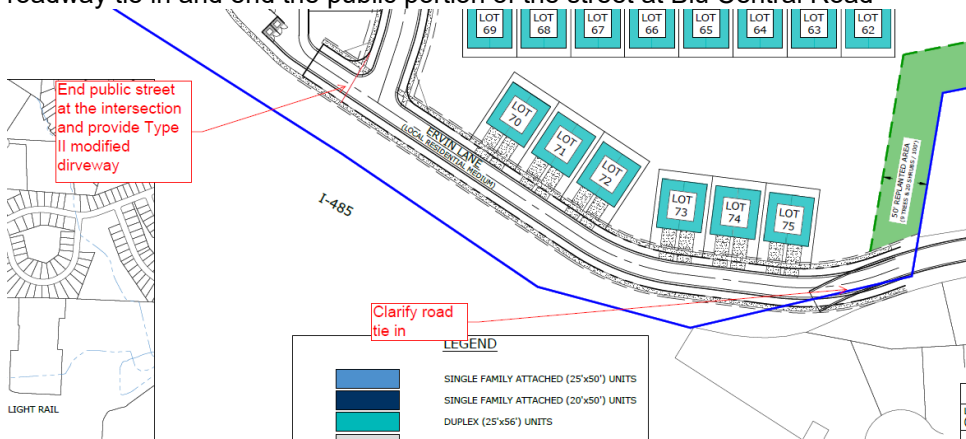 roadway tie in and end the public portion of the street at Blu Central Road
LOT
69
LOT
68
LOT
67
LOT
66
LOT
65
LOT
64
LOT
63
LOT
62
End public street
at the intersection
and provide Type
II modified
dirveway
LOT
70
LOT
71
LOT
72
ERVIN LANE
(LOCAL RESIDENTIAL MEDIUM)
LOT
73
LOT
74
LOT
75
50' REPLANTED AREA
I-485
Clarify road
tie in
LEGEND
SINGLE FAMILY ATTACHED (25'x50') UNITS
SINGLE FAMILY ATTACHED (20'x50') UNITS
DUPLEX (25'x56') UNITS
LIGHT RAIL